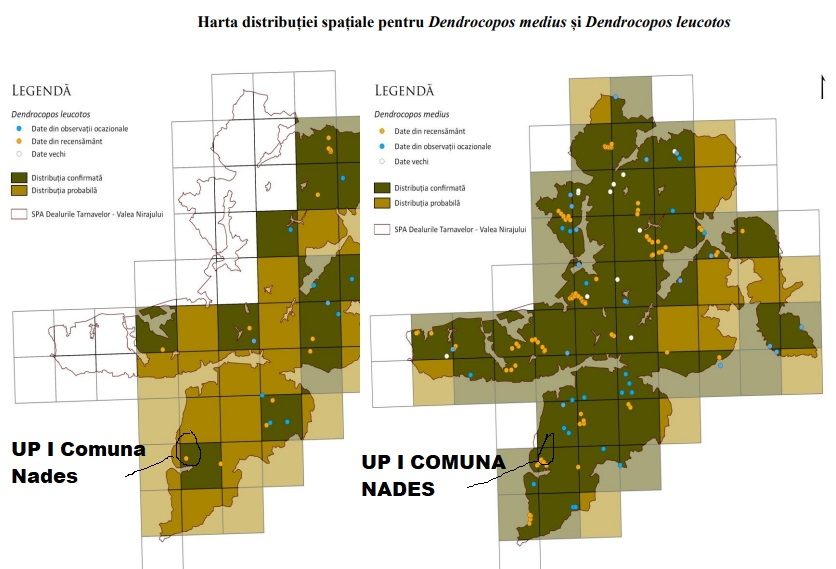 Harta distribuției spațiale pentru Dendrocopos medius și Dendrocopos leucotos
LEGENDĂ
Dendrocopos leucotos
Date din observații ocazionale
Date din recensământ
Date vechi
Distribuția confirmată
Distribuția probabilă
SPA Dealurile Tarnavelor - Valea Nirajului
UP I Comuna
Nades
LEGENDĂ
Dendrocopos medius
Date din recensământ
Date din observații ocazionale
Date vechi
Distribuția confirmată
Distribuția probabilă
SPA Dealurile Tarnavelor - Valea Nirajului
UP I COMUNA
NADES